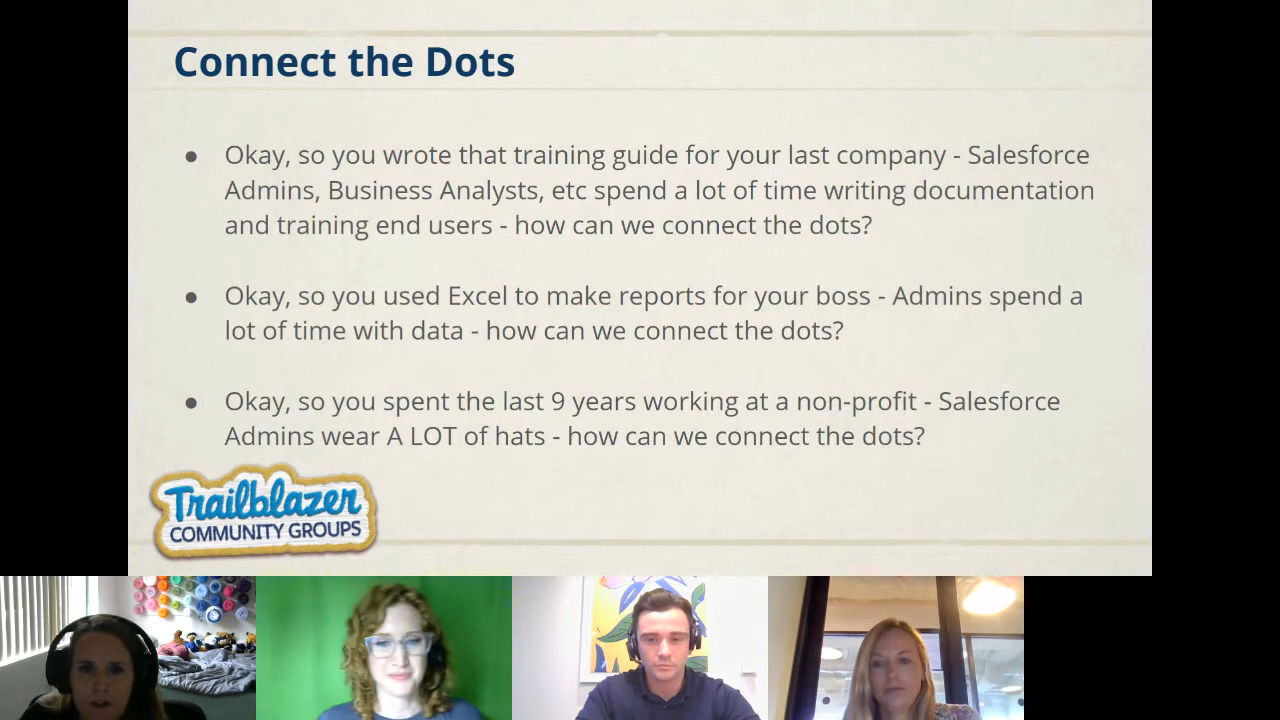 Connect the Dots
● Okay, so you wrote that training guide for your last company - Salesforce
Admins, Business Analysts, etc spend a lot of time writing documentation
and training end users - how can we connect the dots?
● Okay, so you used Excel to make reports for your boss - Admins spend a
lot of time with data - how can we connect the dots?
● Okay, so you spent the last 9 years working at a non-profit - Salesforce
Admins wear A LOT of hats - how can we connect the dots?
Trailblazer
COMMUNITY GROUPS